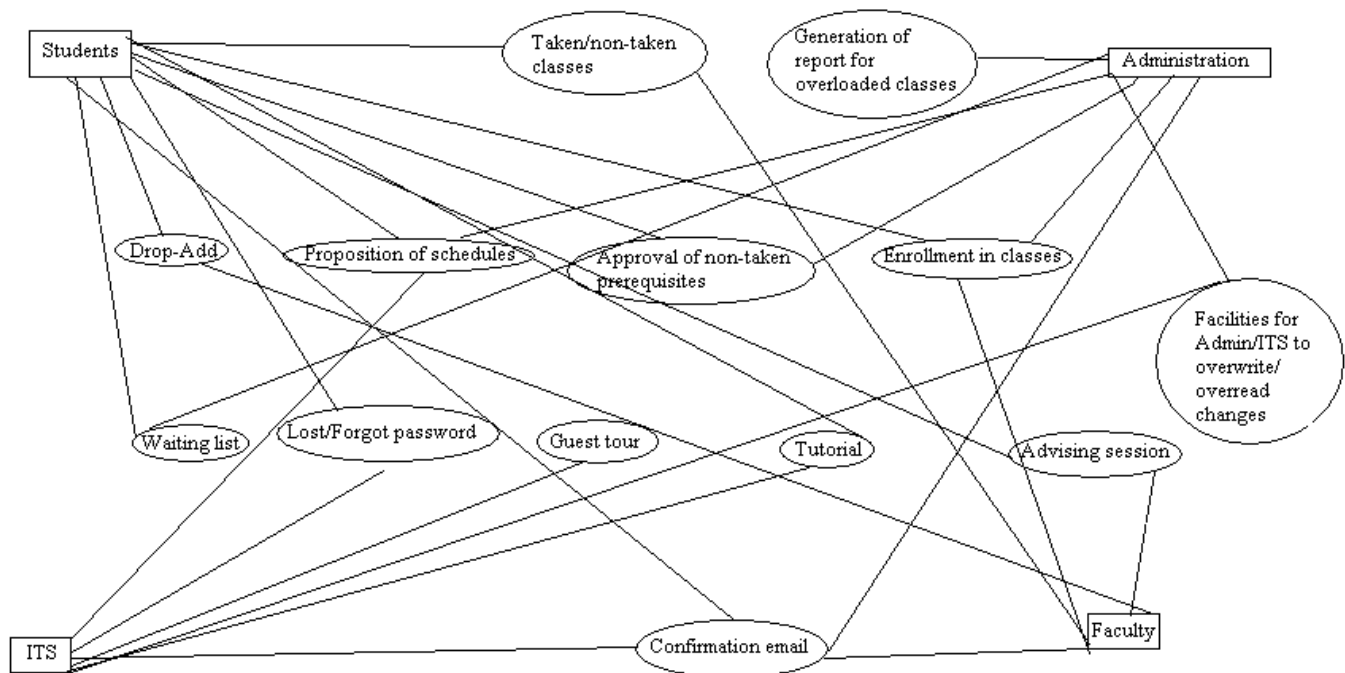 Students
Taken/non-taken
classes
Generation of
report for
overloaded classes
Administration
Drop-Add
Proposition of schedules
Approval of non-taken
prerequisites
Enrollment in classes
Facilities for
Admin/ITS to
overwrite/
overread
changes
Waiting list
Lost/Forgot password
Guest tour
Tutorial
Advising session
ITS
Confirmation email
Faculty